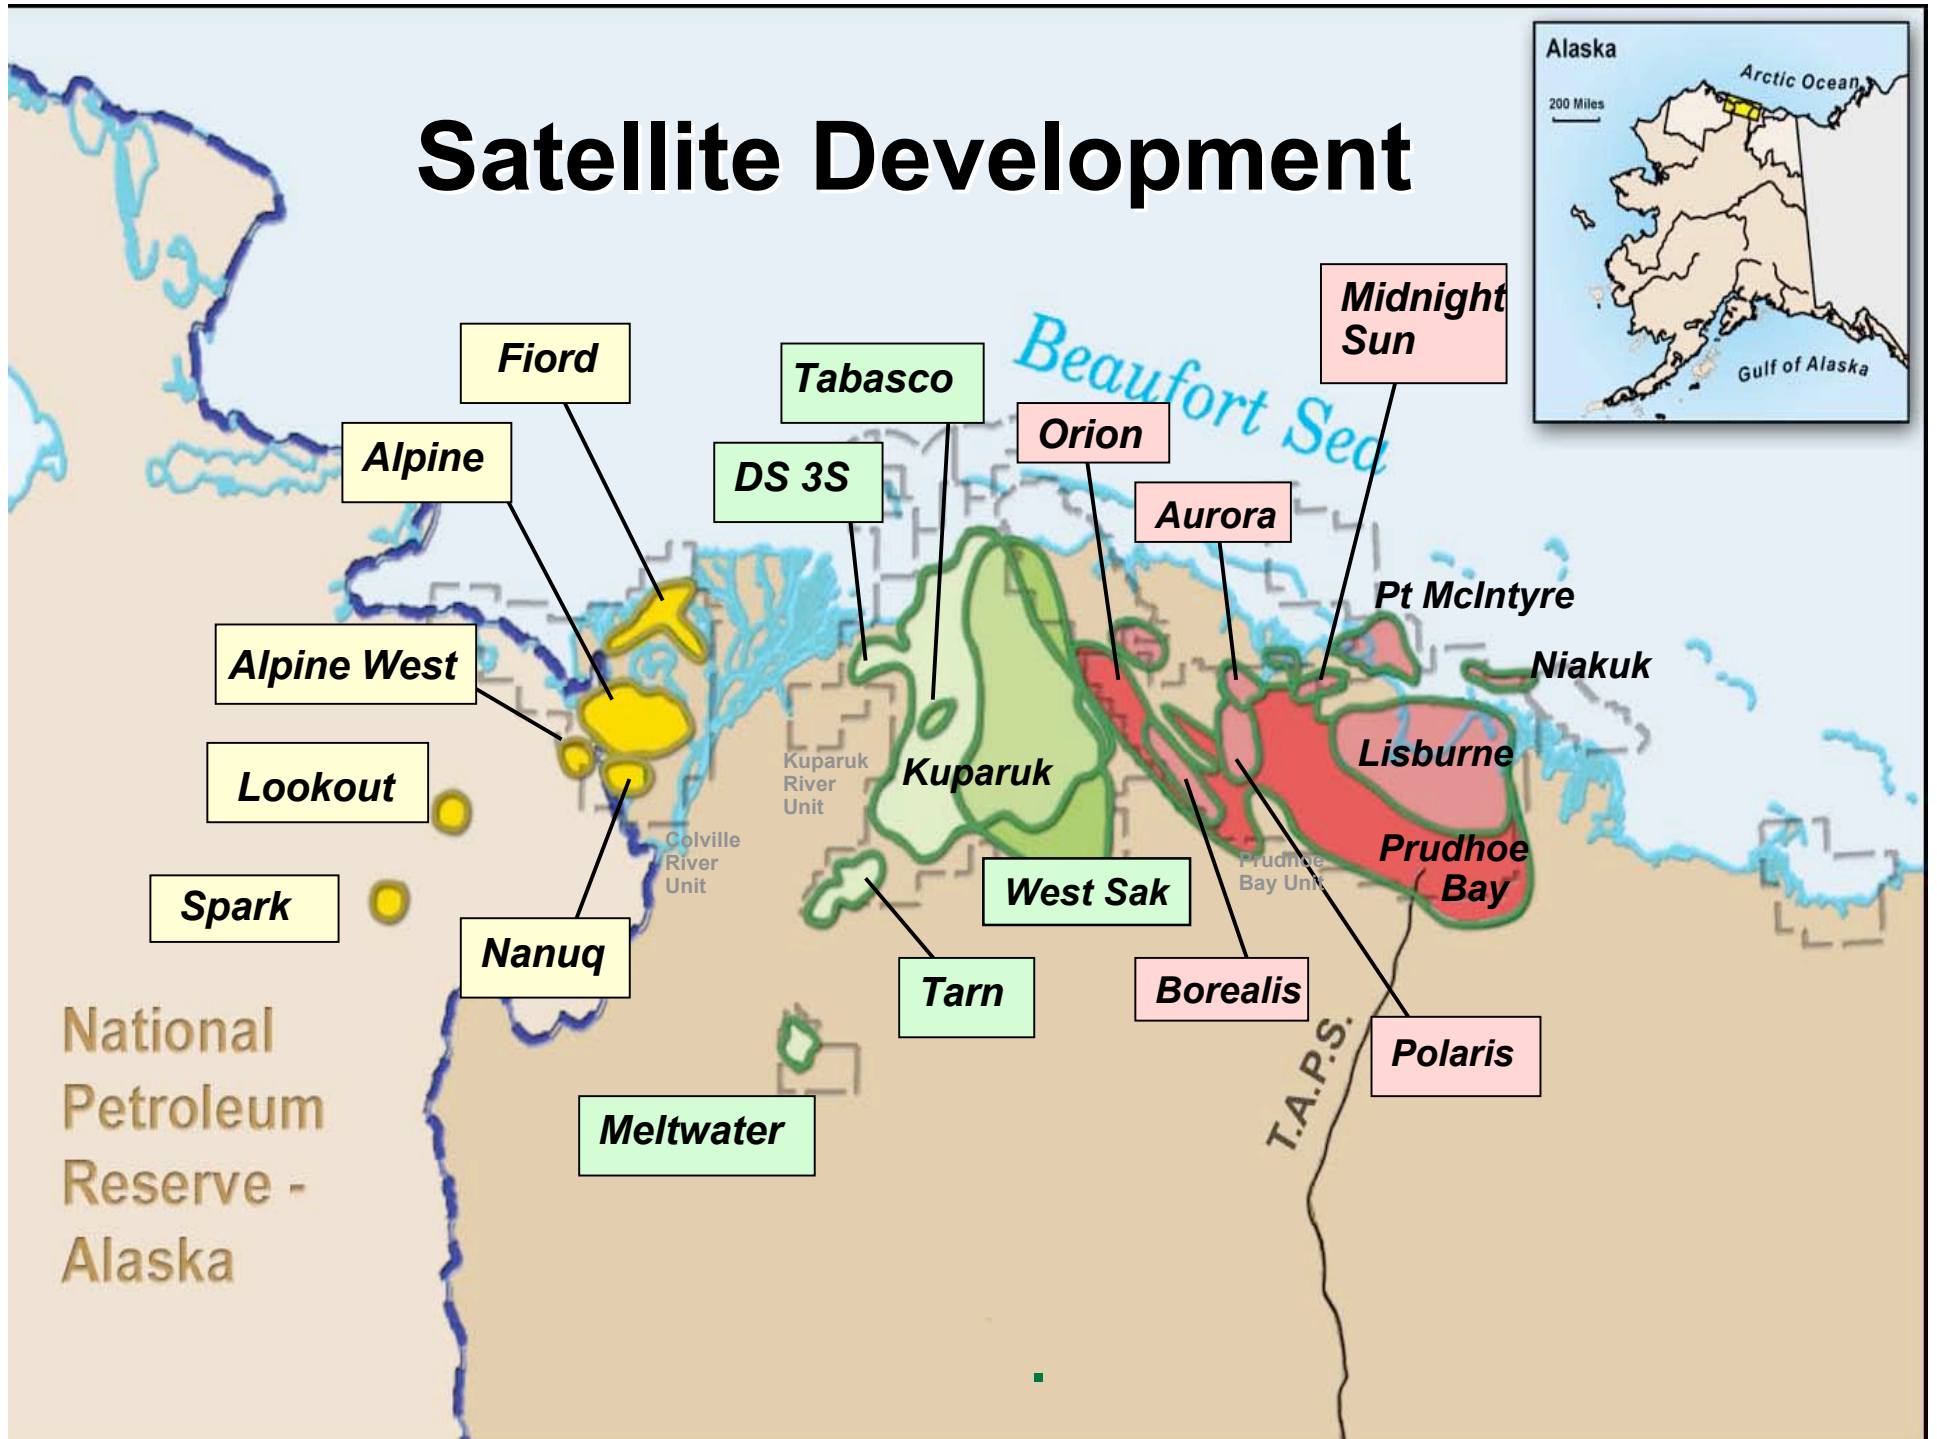 Satellite Development
Alaska
Arctic Ocean
200 Miles
Gulf of Alaska
Midnight
Sun
Beaufort Sea
Fiord
Tabasco
Orion
Alpine
DS 3S
Aurora
Pt McIntyre
Alpine West
Niakuk
Kuparuk
River
Unit
Kuparuk
Lisburne
Lookout
Colville
River
Unit
Prudhoe
Bay
Prudhoe
Bay Unit
West Sak
Spark
Nanuq
Tarn
Borealis
Polaris
T.A.P.S.
Meltwater
National
Petroleum
Reserve -
Alaska